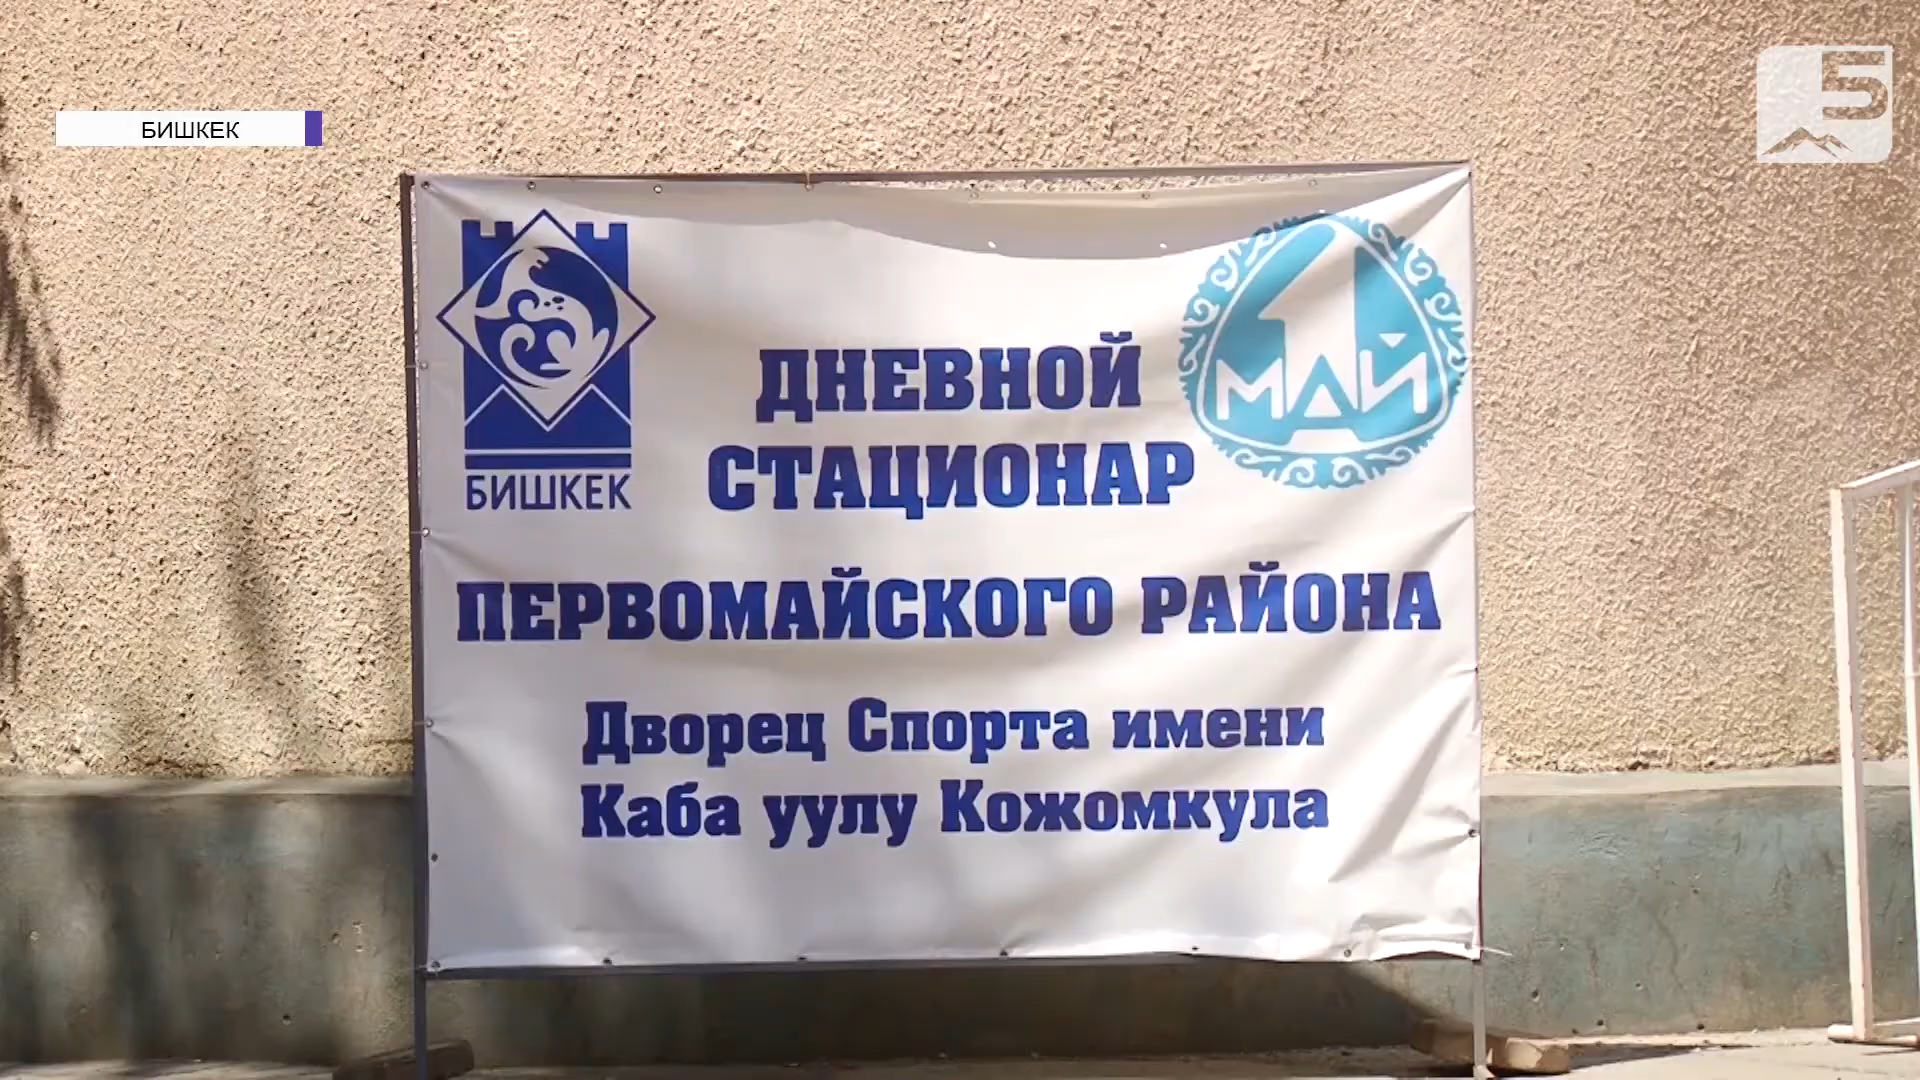 БИШКЕК
5
БИШКЕК
1
МАЙ
ДНЕВНОЙ
СТАЦИОНАР
ПЕРВОМАЙСКОГО РАЙОНА
Дворец Спорта имени
Каба уулу Кожомкула